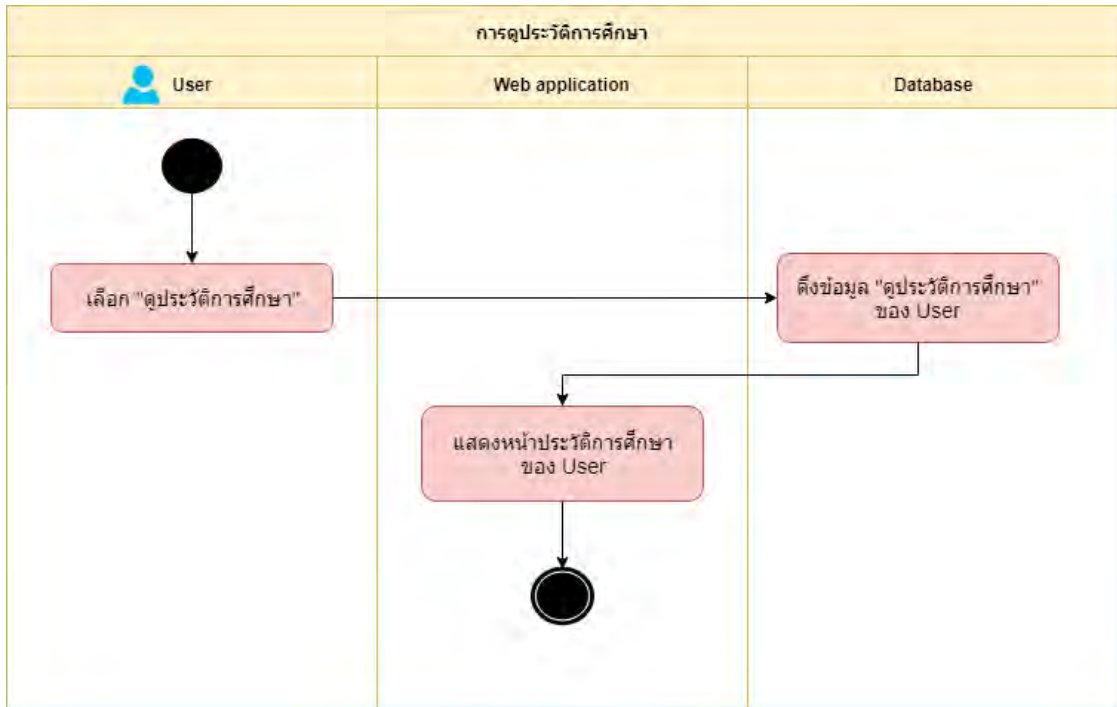 การดูประวัติการศึกษา
User
Web application
Database
เลือก "ดูประวัติการศึกษา"
ดึงข้อมูล "ดูประวัติการศึกษา"
ของ User
แสดงหน้าประวัติการศึกษา
ของ User